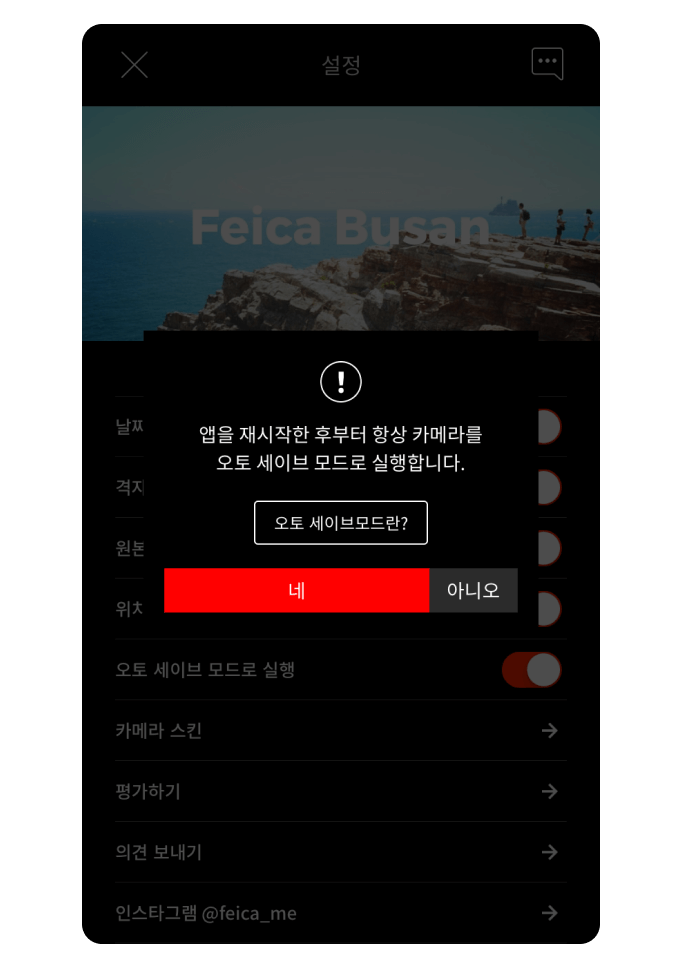 설정
Feica Busan
앱을 재시작한 후부터 항상 카메라를
오토 세이브 모드로 실행합니다.
오토 세이브모드란?
네 아니오
날짜
격자
원본
위치
오토 세이브 모드로 실행
카메라 스킨
평가하기
의견 보내기
인스타그램 @feica_me